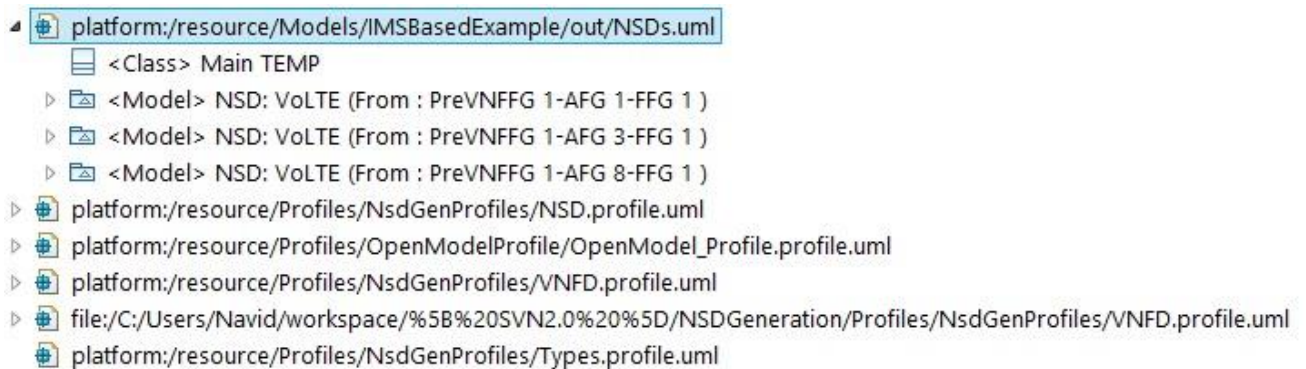 platform:/resource/Models/IMSBasedExample/out/NSDs.uml
<Class> Main TEMP
<Model> NSD: VoLTE (From : PreVNFFG 1-AFG 1-FFG 1 )
<Model> NSD: VoLTE (From : PreVNFFG 1-AFG 3-FFG 1 )
<Model> NSD: VoLTE (From : PreVNFFG 1-AFG 8-FFG 1 )
platform:/resource/Profiles/NsdGenProfiles/NSD.profile.uml
platform:/resource/Profiles/OpenModelProfile/OpenModel_Profile.profile.uml
platform:/resource/Profiles/NsdGenProfiles/VNFD.profile.uml
file:/C:/Users/Navid/workspace/%5B%20SVN2.0%20%5D/NSDGeneration/Profiles/NsdGenProfiles/VNFD.profile.uml
platform:/resource/Profiles/NsdGenProfiles/Types.profile.uml